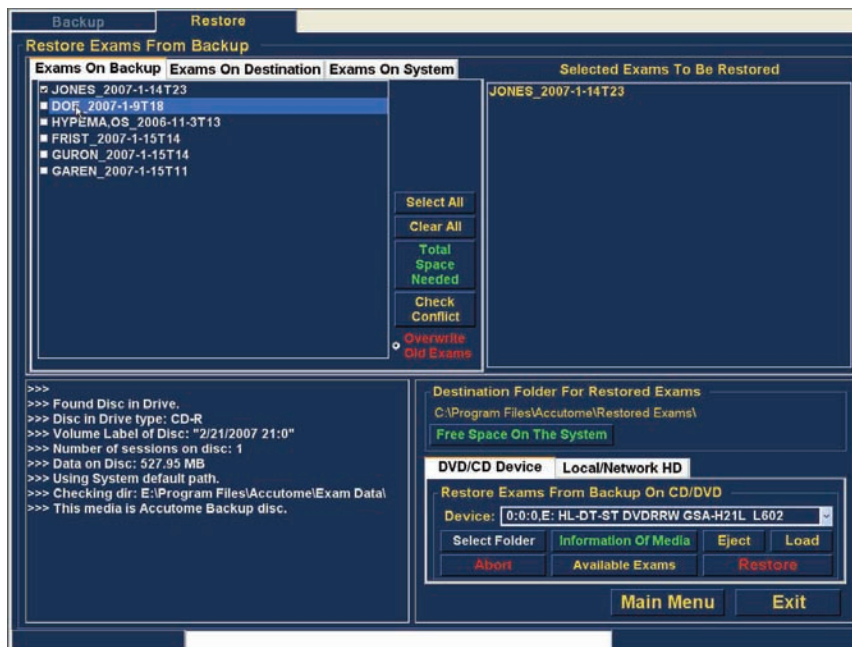 Backup
Restore
Restore Exams From Backup
Exams On Backup
Exams On Destination
Exams On System
JONES_2007-1-14T23
DOE_2007-1-9T18
HYPEMA,OS_2006-11-3T13
FRIST_2007-1-15T14
GURON_2007-1-15T14
GAREN_2007-1-15T11
Select All
Clear All
Total
Space
Needed
Check
Conflict
Overwrite
Old Exams
Selected Exams To Be Restored
JONES_2007-1-14T23
>>>
>>> Found Disc in Drive.
>>> Disc in Drive type: CD-R
>>> Volume Label of Disc: "2/21/2007 21:0"
>>> Number of sessions on disc: 1
>>> Data on Disc: 527.95 MB
>>> Using System default path.
>>> Checking dir: E:\Program Files\Accutome\Exam Data\
>>> This media is Accutome Backup disc.
Destination Folder For Restored Exams
C:\Program Files\Accutome\Restored Exams\
Free Space On The System
DVD/CD Device
Local/Network HD
Restore Exams From Backup On CD/DVD
Device: 0:0:0,E: HL-DT-ST DVDRRW GSA-H21L L602
Select Folder
Information Of Media
Eject
Load
Abort
Available Exams
Restore
Main Menu
Exit